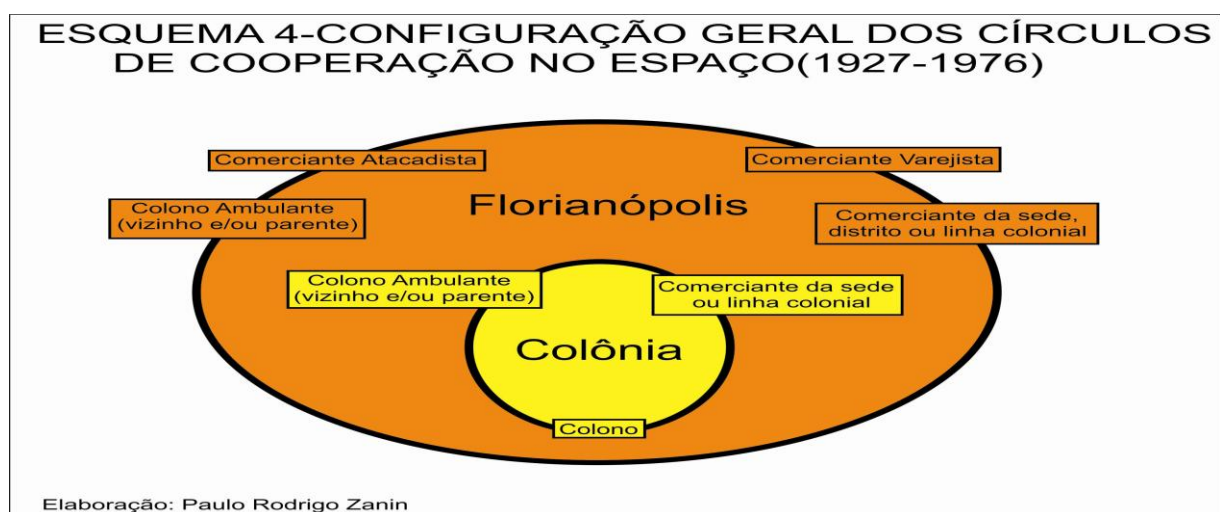 ESQUEMA 4-CONFIGURAÇÃO GERAL DOS CÍRCULOS
DE COOPERAÇÃO NO ESPAÇO(1927-1976)
Comerciante Atacadista
Comerciante Varejista
Colono Ambulante
(vizinho e/ou parente)
Florianópolis
Comerciante da sede,
distrito ou linha colonial
Colono Ambulante
(vizinho e/ou parente)
Comerciante da sede
ou linha colonial
Colônia
Colono
Elaboração: Paulo Rodrigo Zanin